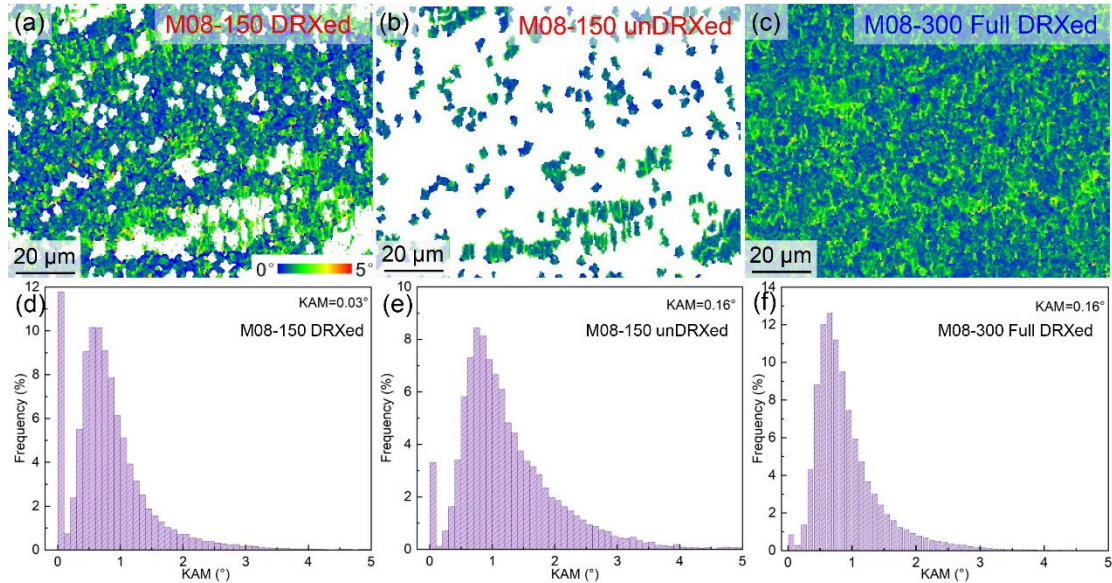 (a) M08-150 DRXed
20 μm
0° 5°
(b) M08-150 unDRXed
20 μm
(c) M08-300 Full DRXed
20 μm
(d)
KAM=0.03°
M08-150 DRXed
Frequency (%)
12
10
8
6
4
2
0
0 1 2 3 4 5
KAM (°)
(e)
KAM=0.16°
M08-150 unDRXed
Frequency (%)
10
8
6
4
2
0
0 1 2 3 4 5
KAM (°)
(f)
KAM=0.16°
M08-300 Full DRXed
Frequency (%)
14
12
10
8
6
4
2
0
0 1 2 3 4 5
KAM (°)